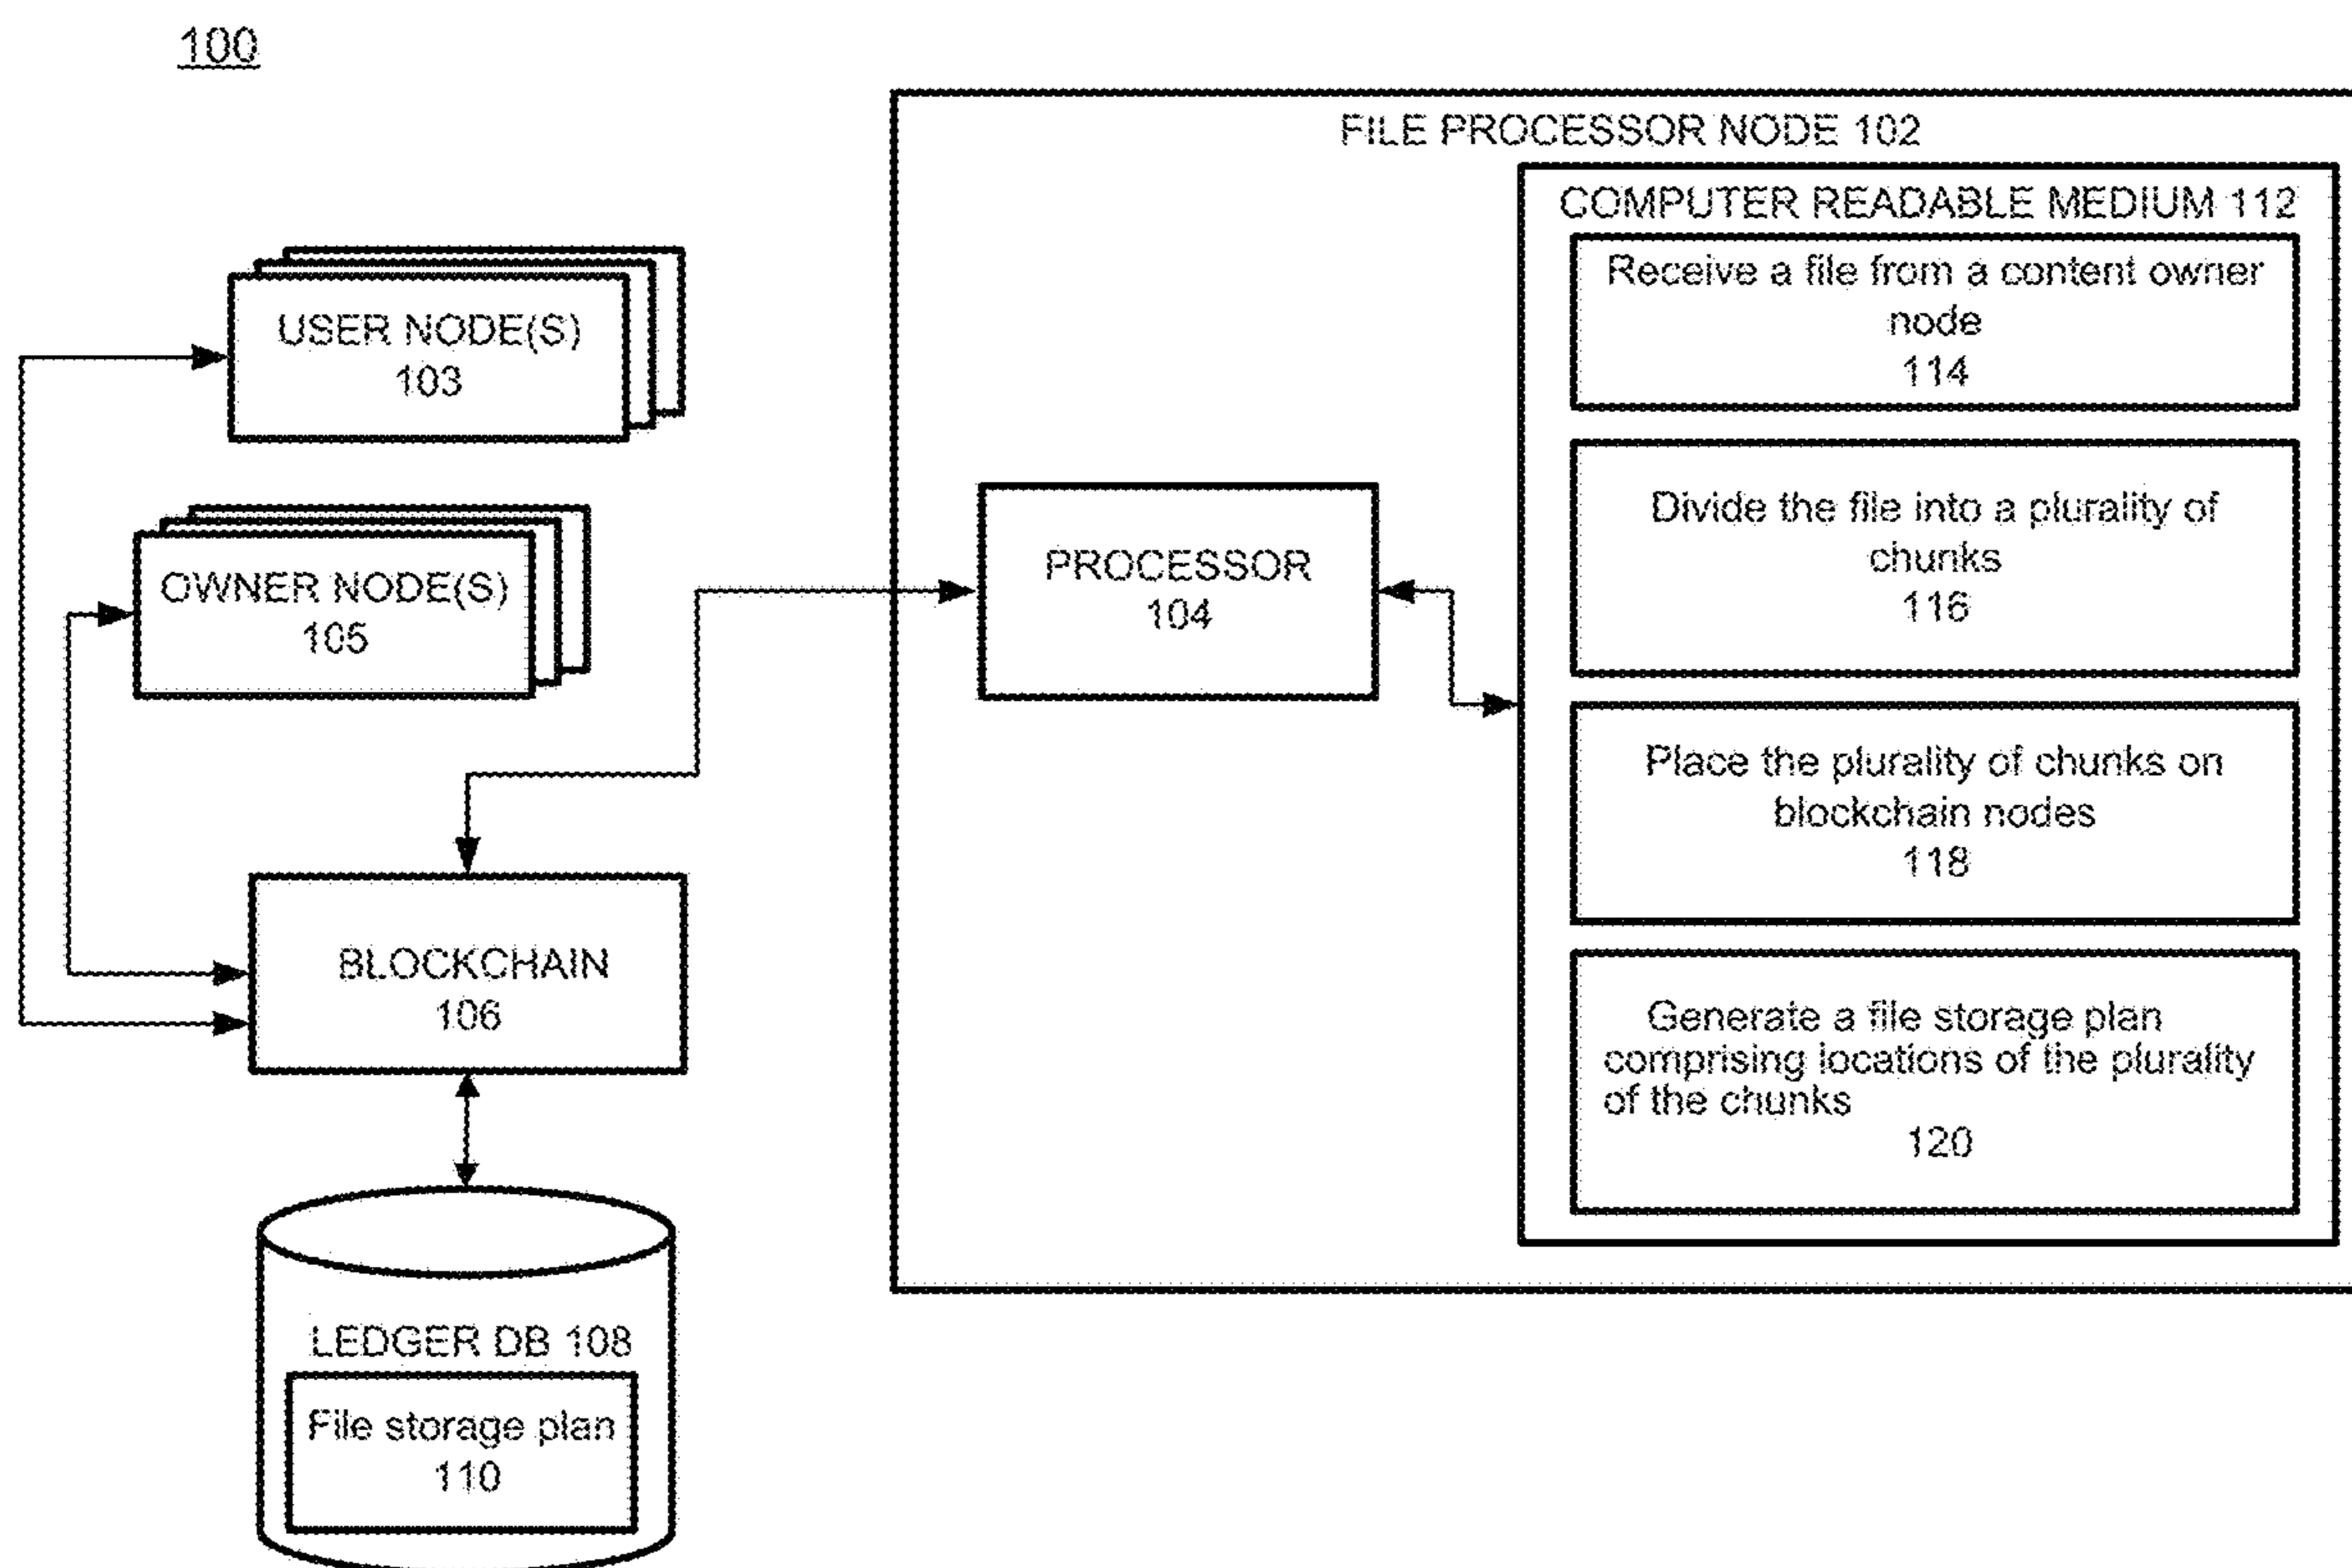 100
FILE PROCESSOR NODE 102
COMPUTER READABLE MEDIUM 112
Receive a file from a content owner
node
114
Divide the file into a plurality of
chunks
116
Place the plurality of chunks on
blockchain nodes
118
Generate a file storage plan
comprising locations of the plurality
of the chunks
120
PROCESSOR
104
USER NODE(S)
103
OWNER NODE(S)
105
BLOCKCHAIN
106
LEDGER DB 108
File storage plan
110